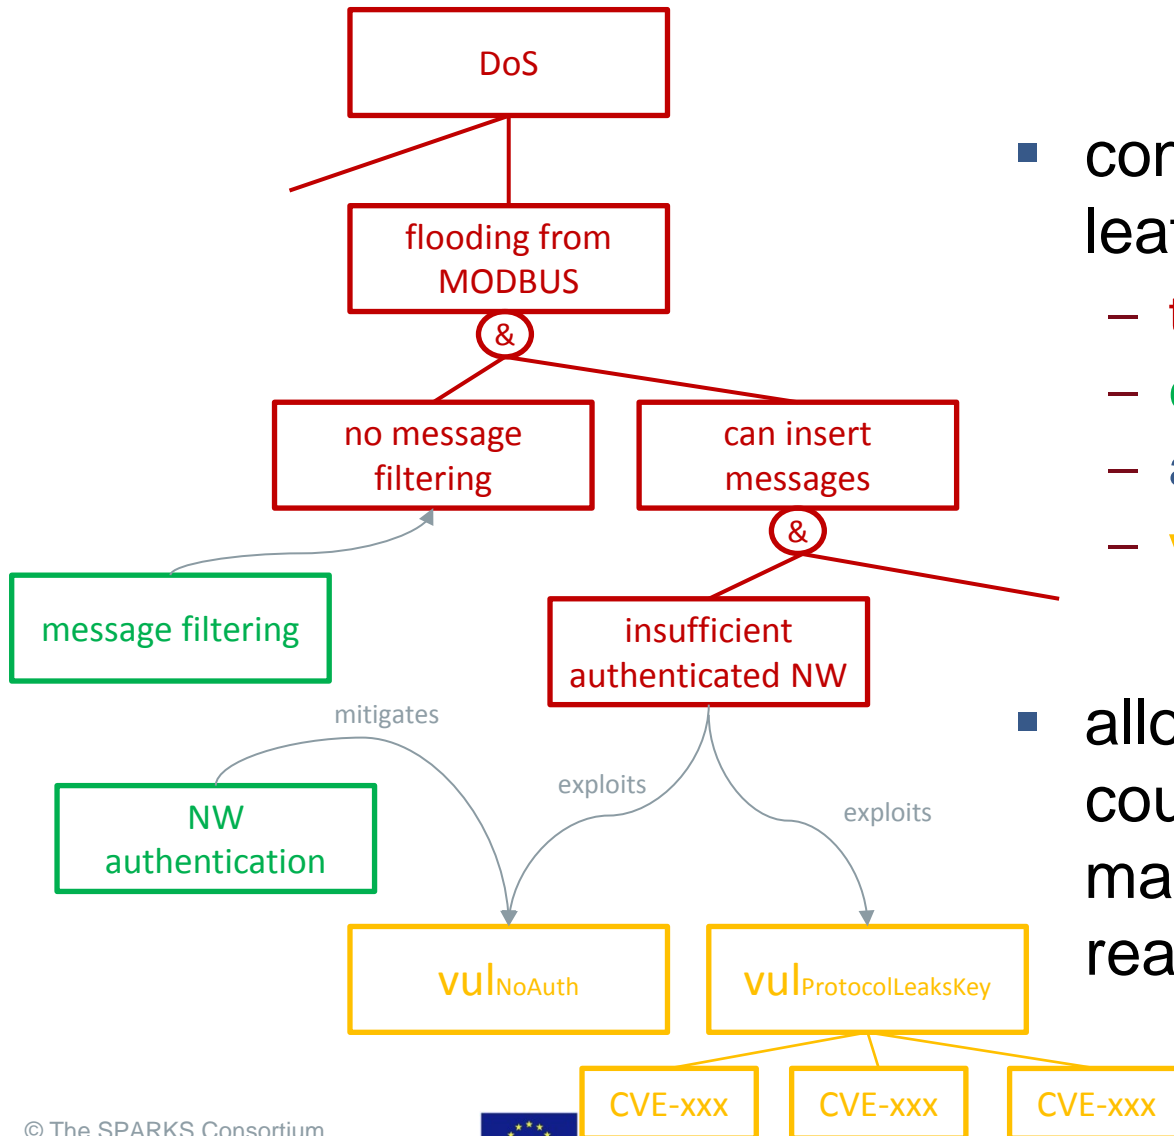 DoS
flooding from
MODBUS
&
no message
filtering
can insert
messages
&
message filtering
insufficient
authenticated NW
mitigates
exploits
exploits
NW
authentication
vulNoAuth
vulProtocolLeaksKey
CVE-xxx
CVE-xxx
CVE-xxx
© The SPARKS Consortium